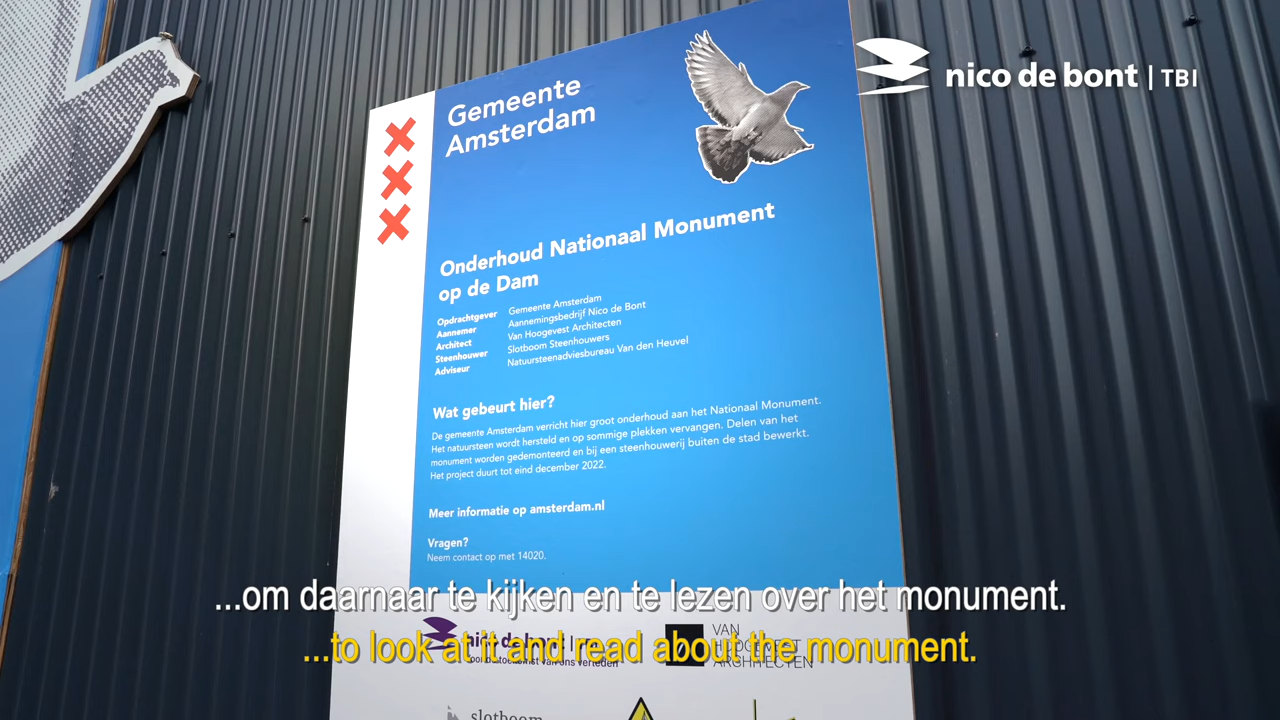 nico de bont | TBI
Gemeente
Amsterdam
Onderhoud Nationaal Monument
op de Dam
Opdrachtgever Gemeente Amsterdam
Aannemer Aannemingsbedrijf Nico de Bont
Architect Van Hoogevest Architecten
Steenhouwer Slotboom Steenhouwers
Adviseur Natuursteenadviesbureau Van den Heuvel
Wat gebeurt hier?
De gemeente Amsterdam verricht hier groot onderhoud aan het Nationaal Monument.
Het natuursteen wordt hersteld en op sommige plekken vervangen. Delen van het
monument worden gedemonteerd en bij een steenhouwerij buiten de stad bewerkt.
Het project duurt tot eind december 2022.
Meer informatie op amsterdam.nl
Vragen?
Neem contact op met 14020.
...om daarnaar te kijken en te lezen over het monument.
...to look at it and read about the monument.
nico de bont |
VAN
HOOGEVEST
ARCHITECTEN
slotboom